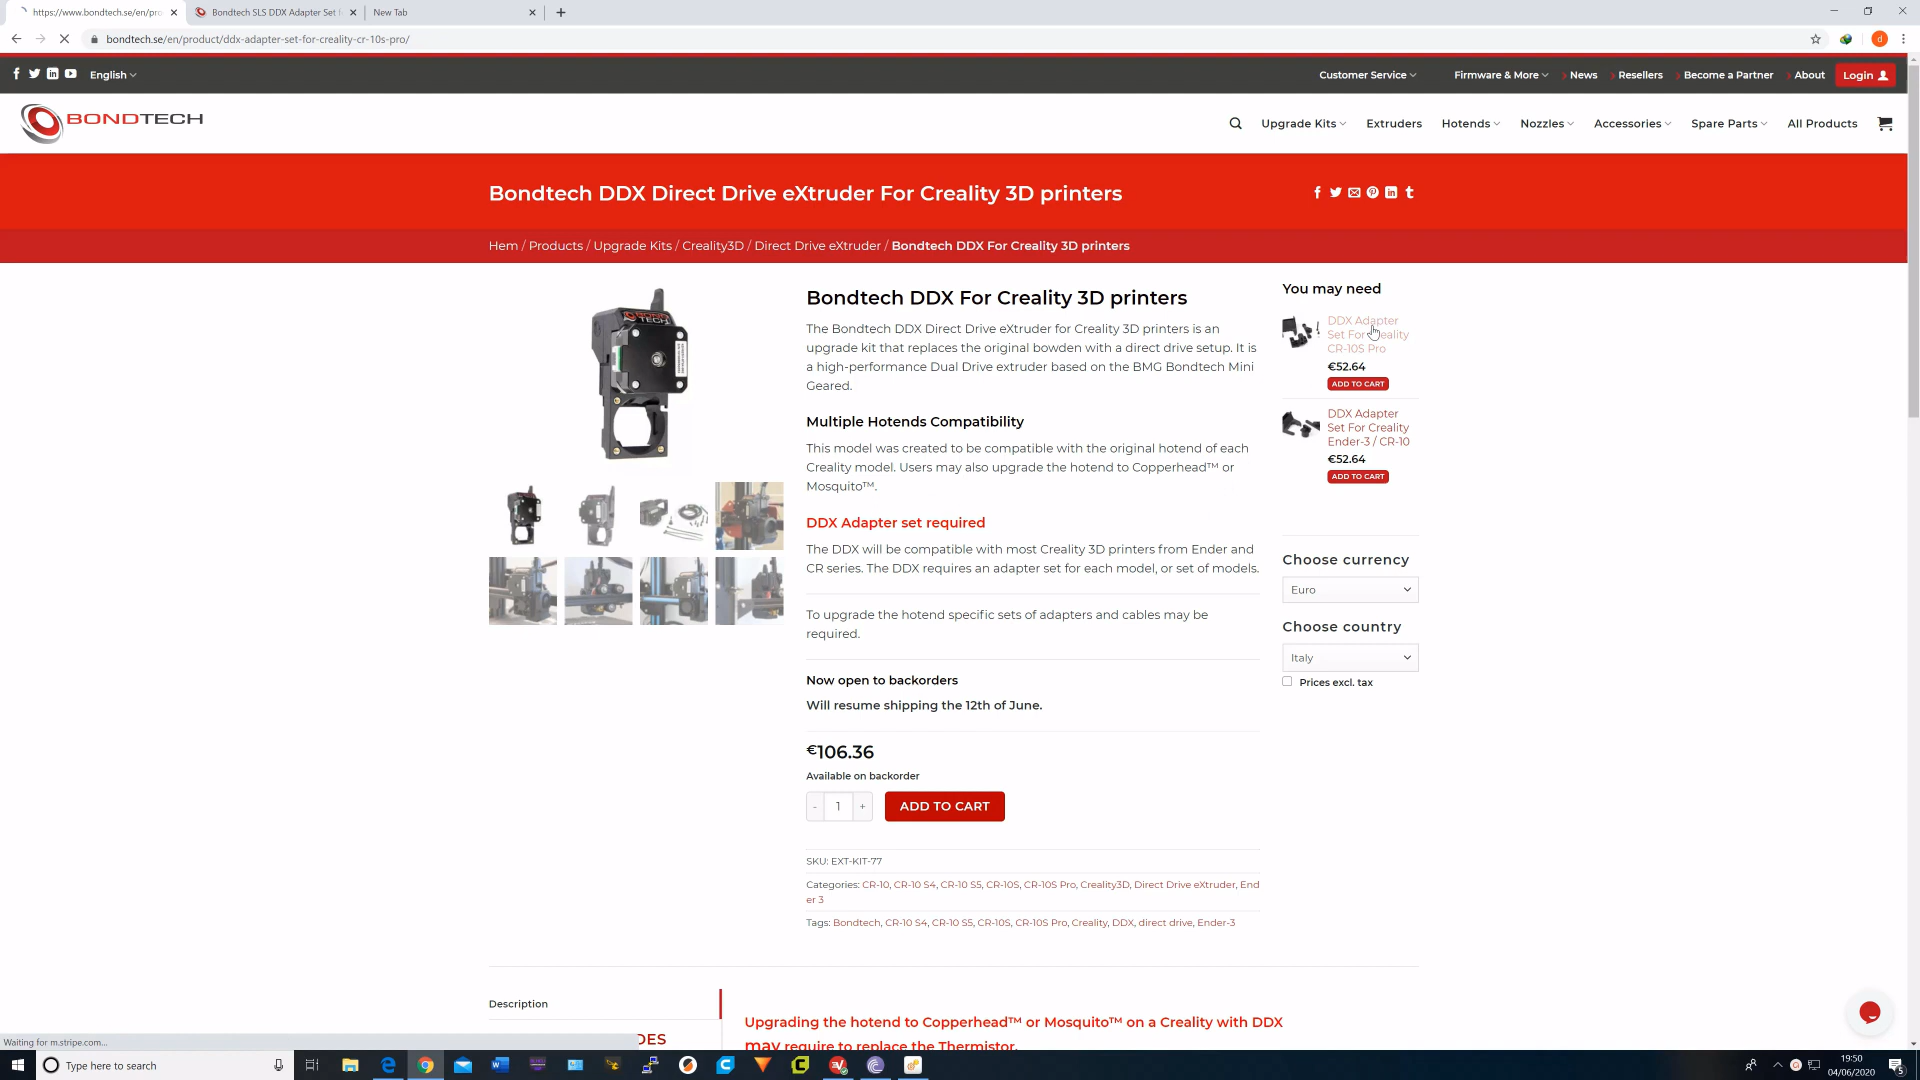 https://www.bondtech.se/en/pro
Bondtech SLS DDX Adapter Set f
New Tab
bondtech.se/en/product/ddx-adapter-set-for-creality-cr-10s-pro/
English
Customer Service
Firmware & More
News
Resellers
Become a Partner
About
Login
BONDTECH
Upgrade Kits
Extruders
Hotends
Nozzles
Accessories
Spare Parts
All Products
Bondtech DDX Direct Drive eXtruder For Creality 3D printers
Hem / Products / Upgrade Kits / Creality3D / Direct Drive eXtruder / Bondtech DDX For Creality 3D printers
Bondtech DDX For Creality 3D printers
The Bondtech DDX Direct Drive eXtruder for Creality 3D printers is an
upgrade kit that replaces the original bowden with a direct drive setup. It is
a high-performance Dual Drive extruder based on the BMG Bondtech Mini
Geared.
Multiple Hotends Compatibility
This model was created to be compatible with the original hotend of each
Creality model. Users may also upgrade the hotend to Copperhead™ or
Mosquito™.
DDX Adapter set required
The DDX will be compatible with most Creality 3D printers from Ender and
CR series. The DDX requires an adapter set for each model, or set of models.
To upgrade the hotend specific sets of adapters and cables may be
required.
Now open to backorders
Will resume shipping the 12th of June.
€106.36
Available on backorder
- 1 +
ADD TO CART
SKU: EXT-KIT-77
Categories: CR-10, CR-10 S4, CR-10 S5, CR-10S, CR-10S Pro, Creality3D, Direct Drive eXtruder, End
er 3
Tags: Bondtech, CR-10 S4, CR-10 S5, CR-10S, CR-10S Pro, Creality, DDX, direct drive, Ender-3
You may need
DDX Adapter
Set For Creality
CR-10S Pro
€52.64
ADD TO CART
DDX Adapter
Set For Creality
Ender-3 / CR-10
€52.64
ADD TO CART
Choose currency
Euro
Choose country
Italy
Prices excl. tax
Description
DES
Upgrading the hotend to Copperhead™ or Mosquito™ on a Creality with DDX
may require to replace the Thermistor.
Waiting for m.stripe.com...
Type here to search
19:50
04/06/2020